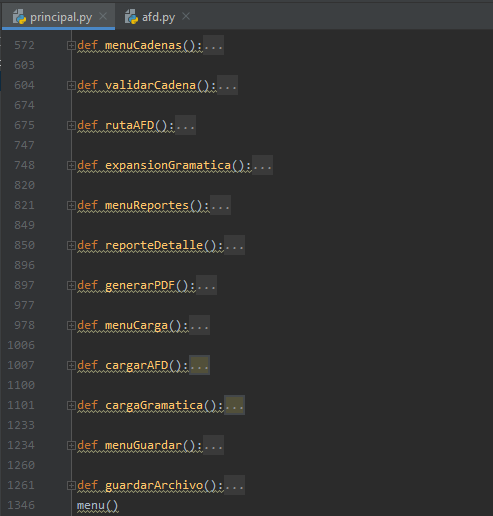 principal.py × afd.py ×
572 def menuCadenas():...
603
604 def validarCadena():...
674
675 def rutaAFD():...
747
748 def expansionGramatica():...
820
821 def menuReportes():...
849
850 def reporteDetalle():...
896
897 def generarPDF():...
977
978 def menuCarga():...
1006
1007 def cargarAFD():...
1100
1101 def cargaGramatica():...
1233
1234 def menuGuardar():...
1260
1261 def guardarArchivo():...
1346 menu()